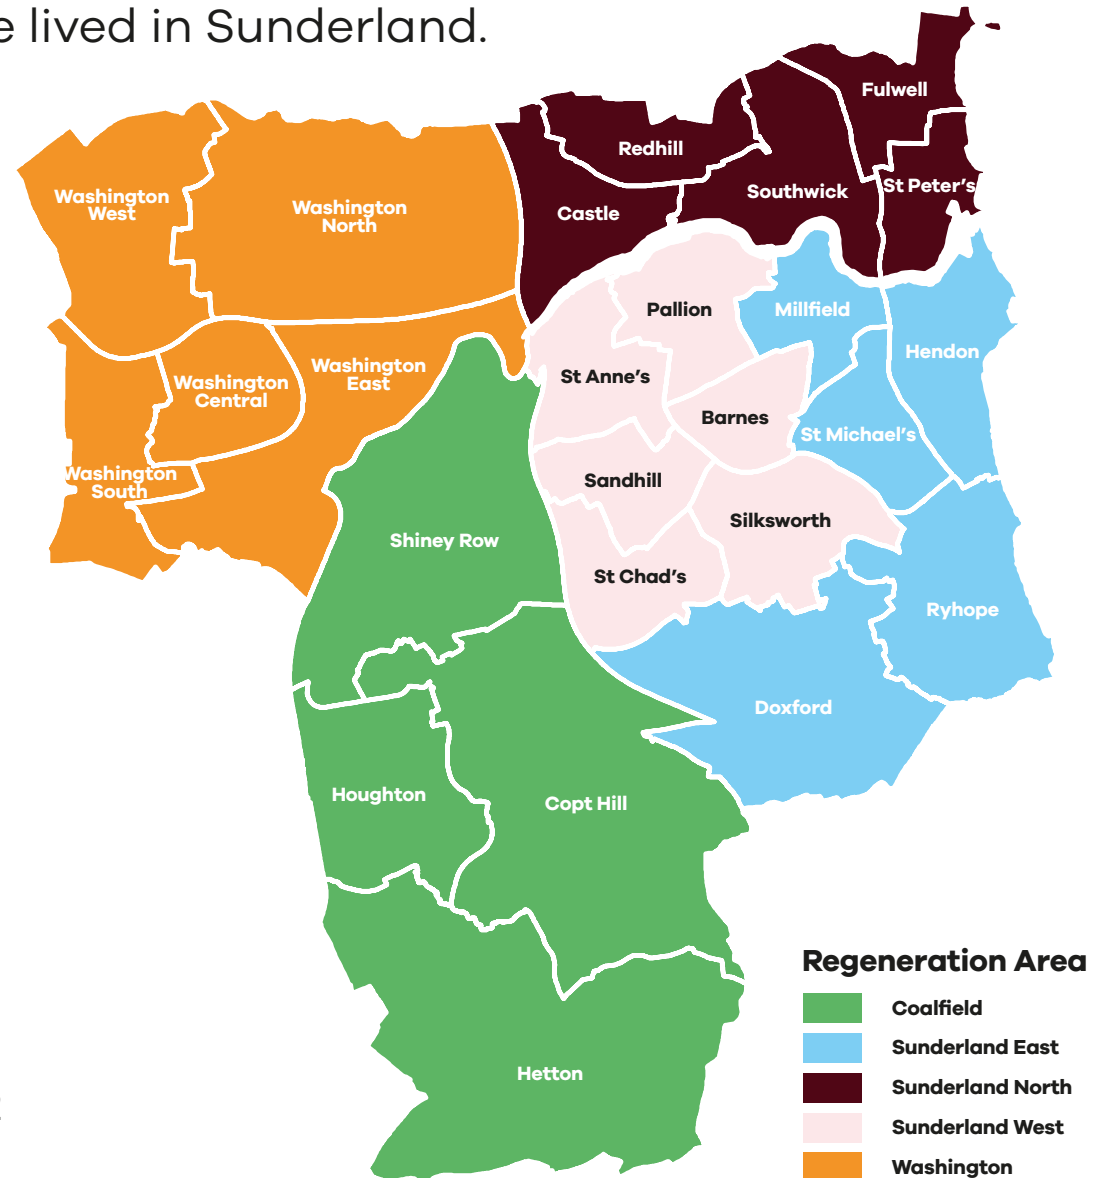 e lived in Sunderland.
Fulwell
Redhill
St Peter's
Southwick
Washington
West
Washington
North
Castle
Pallion
Millfield
Hendon
Washington
East
St Anne's
Washington
Central
Barnes
St Michael's
Washington
South
Sandhill
Silksworth
Shiney Row
St Chad's
Ryhope
Doxford
Houghton
Copt Hill
Hetton
Regeneration Area
Coalfield
Sunderland East
Sunderland North
Sunderland West
Washington